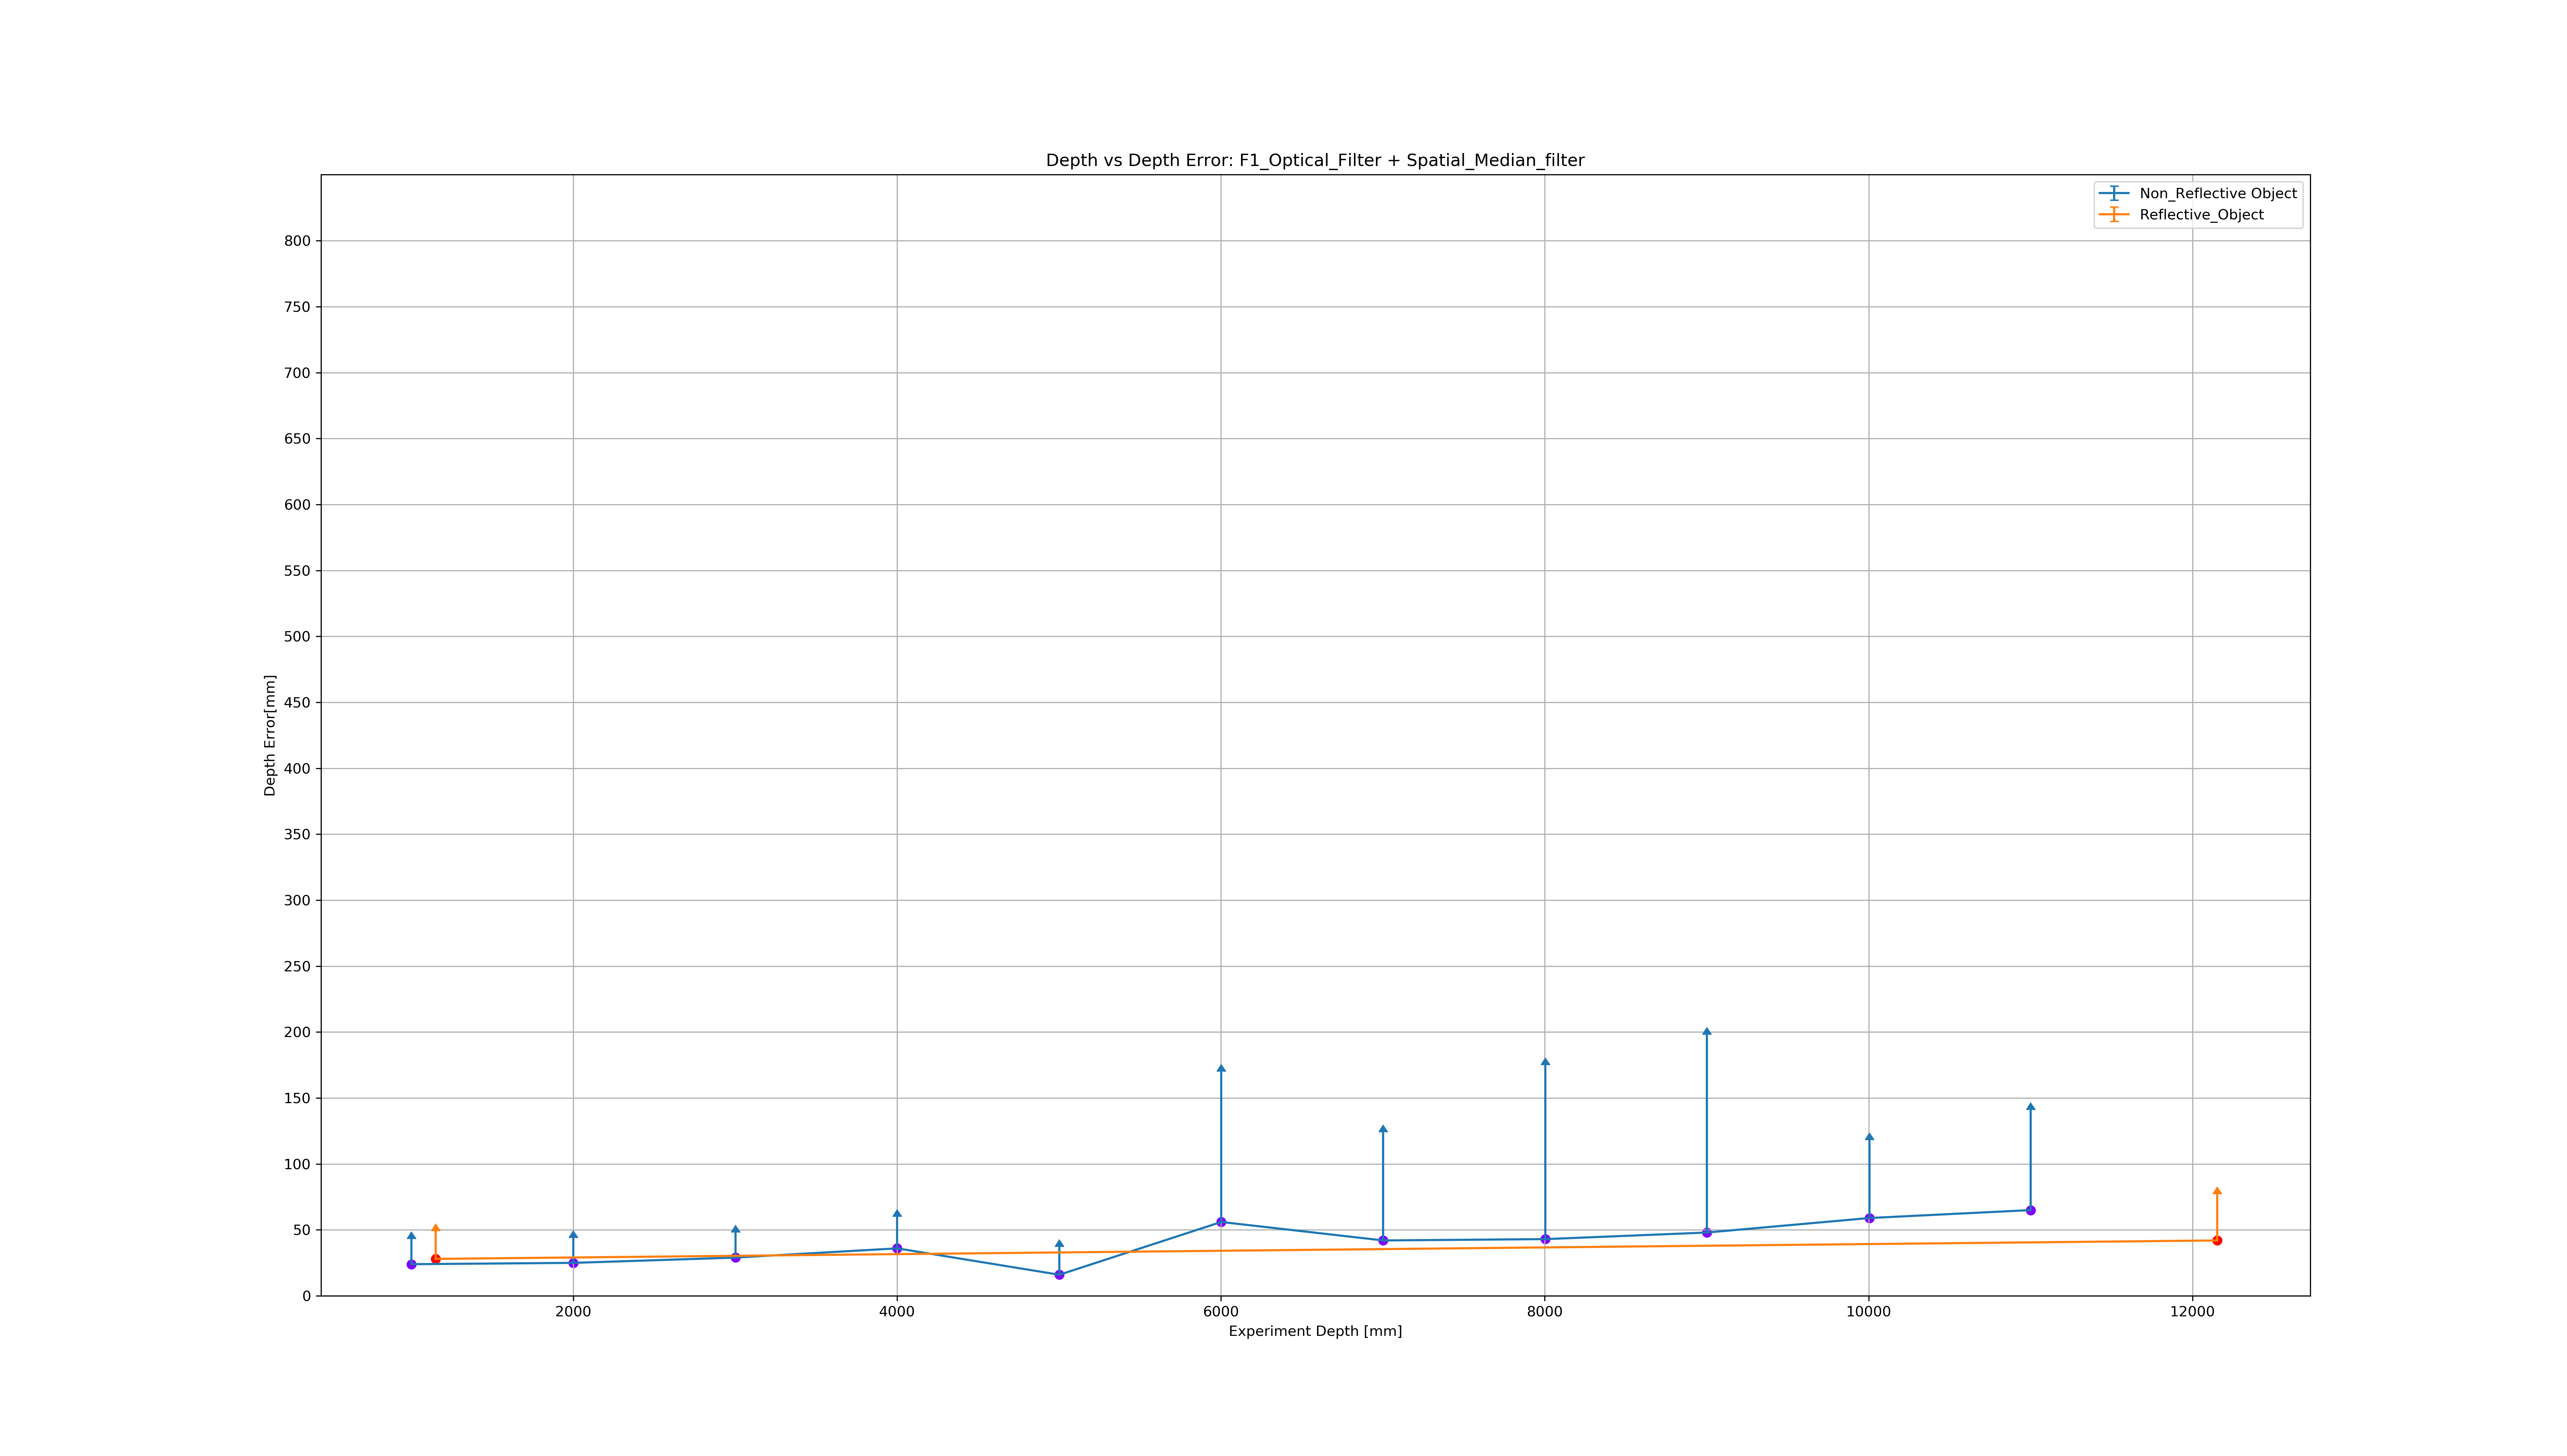 Depth vs Depth Error: F1_Optical_Filter + Spatial_Median_filter
Non_Reflective Object
Reflective_Object
Depth Error[mm]
800
750
700
650
600
550
500
450
400
350
300
250
200
150
100
50
0
2000 4000 6000 8000 10000 12000
Experiment Depth [mm]